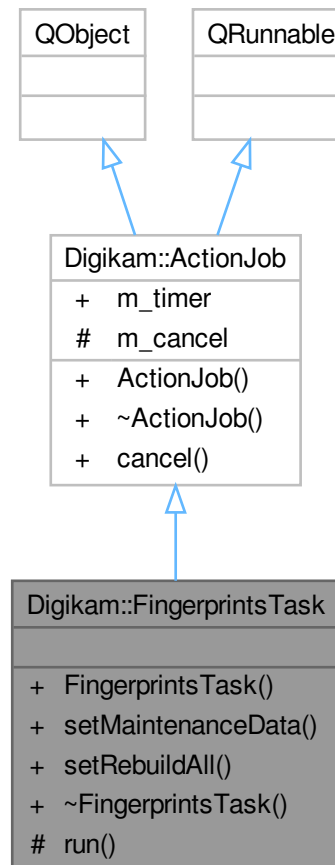 QObject
QRunnable
Digikam::ActionJob
+ m_timer
# m_cancel
+ ActionJob()
+ ~ActionJob()
+ cancel()
Digikam::FingerprintsTask
+ FingerprintsTask()
+ setMaintenanceData()
+ setRebuildAll()
+ ~FingerprintsTask()
# run()